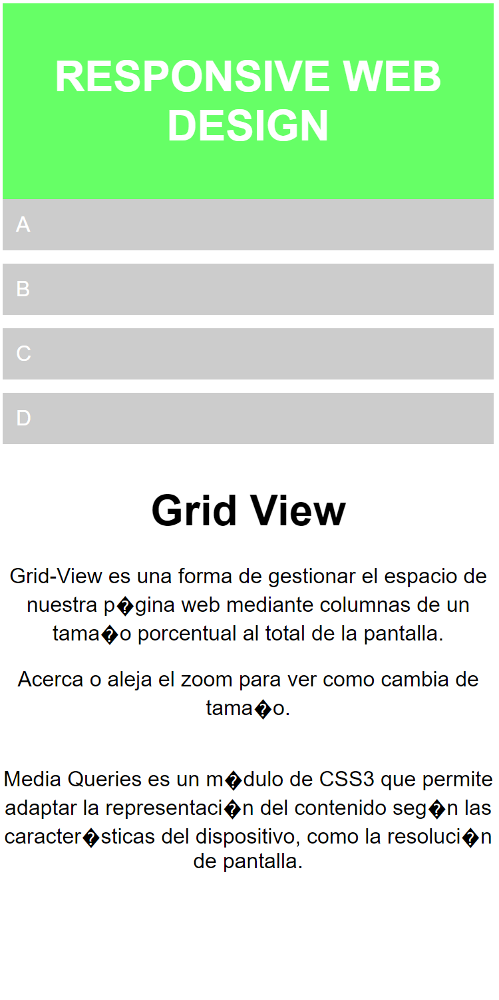 RESPONSIVE WEB
DESIGN
A
B
C
D
Grid View
Grid-View es una forma de gestionar el espacio de
nuestra p�gina web mediante columnas de un
tama�o porcentual al total de la pantalla.
Acerca o aleja el zoom para ver como cambia de
tama�o.
Media Queries es un m�dulo de CSS3 que permite
adaptar la representaci�n del contenido seg�n las
caracter�sticas del dispositivo, como la resoluci�n
de pantalla.